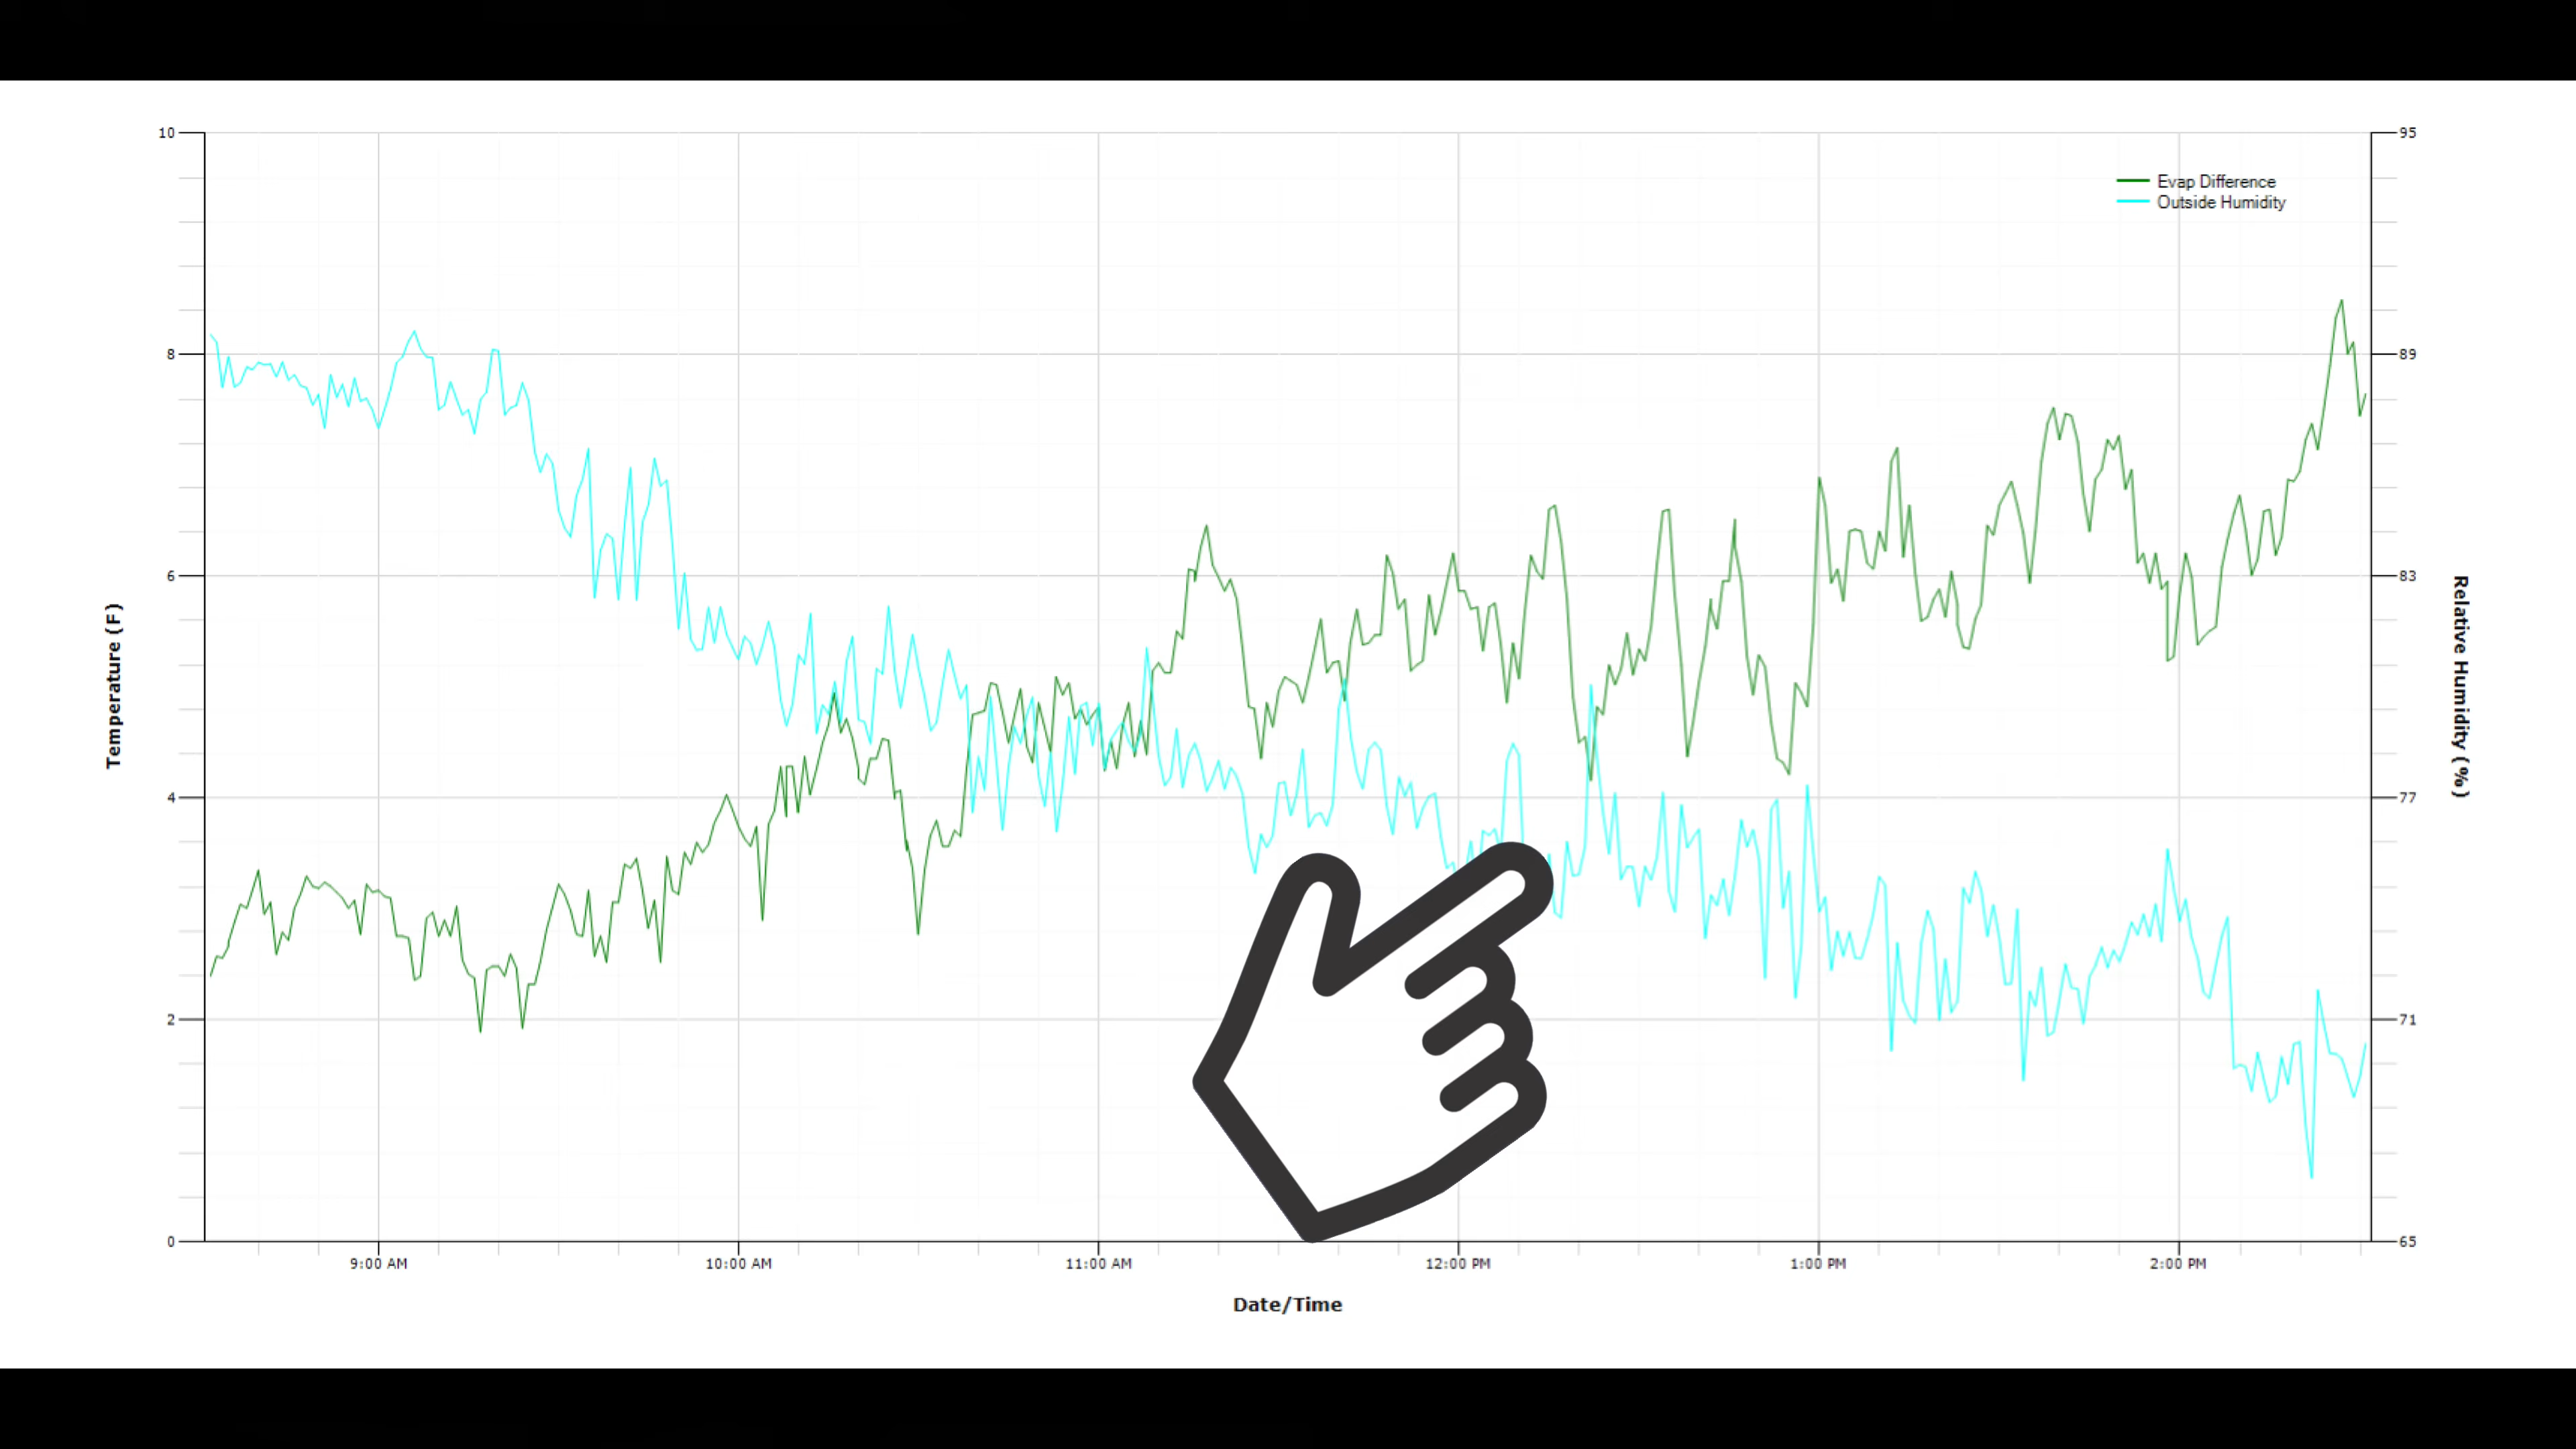 10
8
6
4
2
0
95
89
83
77
71
65
Evap Difference
Outside Humidity
Temperature (F)
Relative Humidity (%)
9:00 AM
10:00 AM
11:00 AM
12:00 PM
1:00 PM
2:00 PM
Date/Time